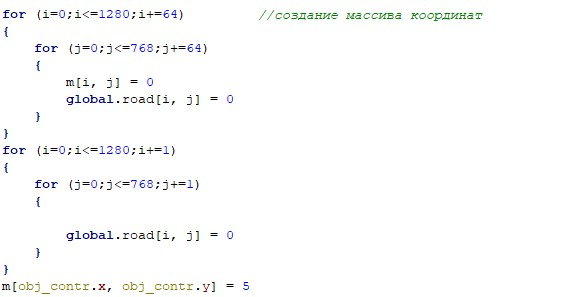 for (i=0;i<=1280;i+=64) //создание массива координат
{
for (j=0;j<=768;j+=64)
{
m[i, j] = 0
global.road[i, j] = 0
}
}
for (i=0;i<=1280;i+=1)
{
for (j=0;j<=768;j+=1)
{
global.road[i, j] = 0
}
}
m[obj_contr.x, obj_contr.y] = 5